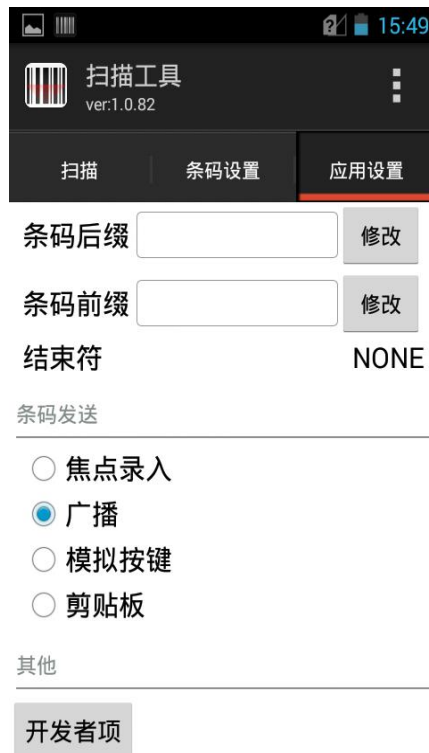 15:49
扫描工具
ver:1.0.82
扫描 条码设置 应用设置
条码后缀 修改
条码前缀 修改
结束符 NONE
条码发送
焦点录入
广播
模拟按键
剪贴板
其他
开发者项